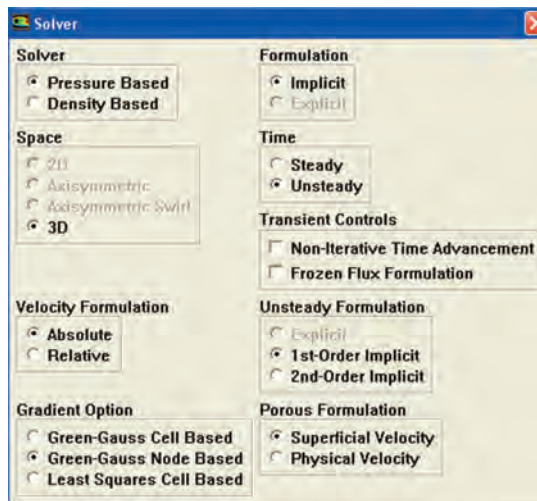 Solver
Solver
Pressure Based
Density Based
Space
2D
Axisymmetric
Axisymmetric Swirl
3D
Velocity Formulation
Absolute
Relative
Gradient Option
Green-Gauss Cell Based
Green-Gauss Node Based
Least Squares Cell Based
Formulation
Implicit
Explicit
Time
Steady
Unsteady
Transient Controls
Non-Iterative Time Advancement
Frozen Flux Formulation
Unsteady Formulation
Explicit
1st-Order Implicit
2nd-Order Implicit
Porous Formulation
Superficial Velocity
Physical Velocity